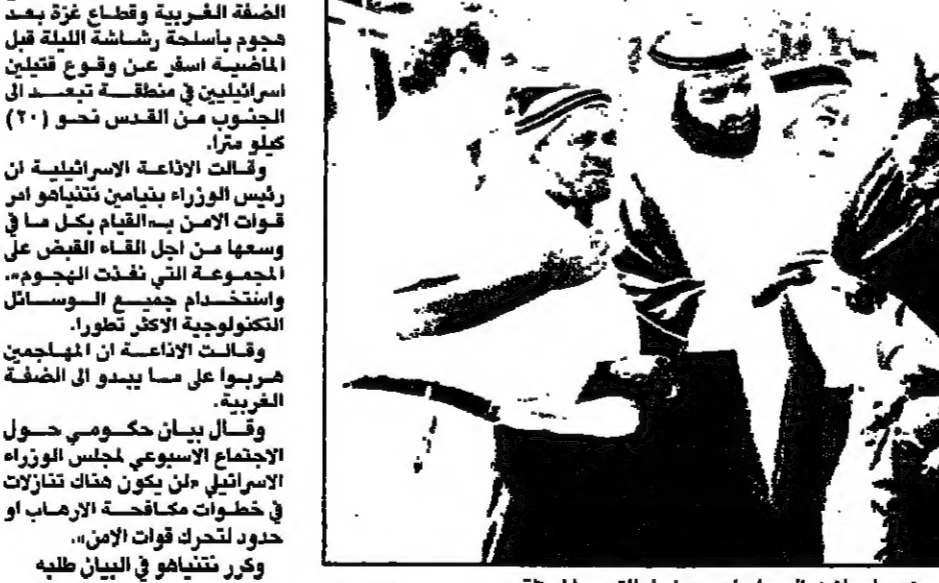 الضفة الغربية وقطاع غزة بعد
هجوم بأسلحة رشاشة الليلة قبل
الماضية اسفر عن وقوع قتيلين
اسرائيليين في منطقة تبعد الى
الجنوب من القدس نحو (٢٠)
كيلو مترا.
وقالت الاذاعة الاسرائيلية ان
رئيس الوزراء بنيامين نتنياهو امر
قوات الامن بـ«القيام بكل ما في
وسعها من اجل القاء القبض على
المجموعة التي نفذت الهجوم».
واستخدام جميع الوسائل
التكنولوجية الاكثر تطورا.
وقالت الاذاعة ان المهاجمين
هربوا على ما يبدو الى الضفة
الغربية.
وقال بيان حكومي حول
الاجتماع الاسبوعي لمجلس الوزراء
الاسرائيلي «لن يكون هناك تنازلات
في خطوات مكافحة الارهاب او
حدود لتحرك قوات الامن».
وكرر نتنياهو في البيان طلبه